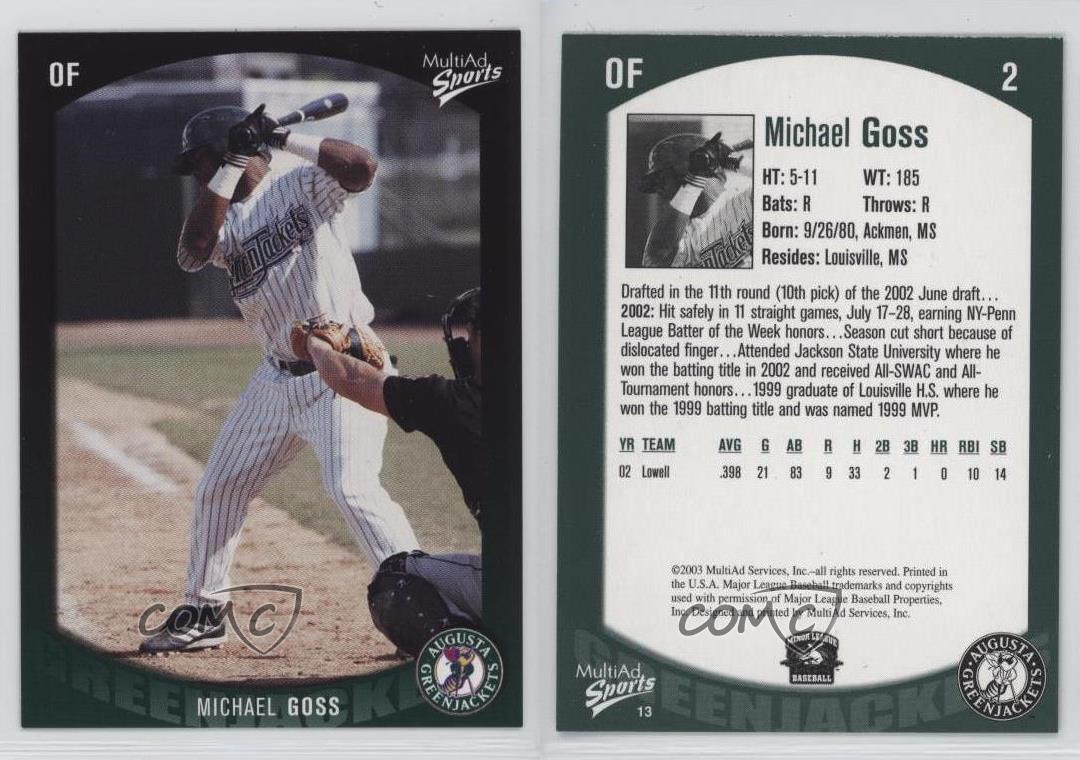 OF
MultiAd
Sports
GreenJackets
COMC
AUGUSTA
GREENJACKETS
MICHAEL GOSS
OF
2
Michael Goss
HT: 5-11 WT: 185
Bats: R Throws: R
Born: 9/26/80, Ackmen, MS
Resides: Louisville, MS
Drafted in the 11th round (10th pick) of the 2002 June draft...
2002: Hit safely in 11 straight games, July 17–28, earning NY-Penn
League Batter of the Week honors...Season cut short because of
dislocated finger...Attended Jackson State University where he
won the batting title in 2002 and received All-SWAC and All-
Tournament honors...1999 graduate of Louisville H.S. where he
won the 1999 batting title and was named 1999 MVP.
YR TEAM AVG G AB R H 2B 3B HR RBI SB
02 Lowell .398 21 83 9 33 2 1 0 10 14
©2003 MultiAd Services, Inc.–all rights reserved. Printed in
the U.S.A. Major League Baseball trademarks and copyrights
used with permission of Major League Baseball Properties,
Inc. Designed and printed by MultiAd Services, Inc.
COMC
MINOR LEAGUE
BASEBALL
MultiAd
Sports
13
AUGUSTA
GREENJACKETS